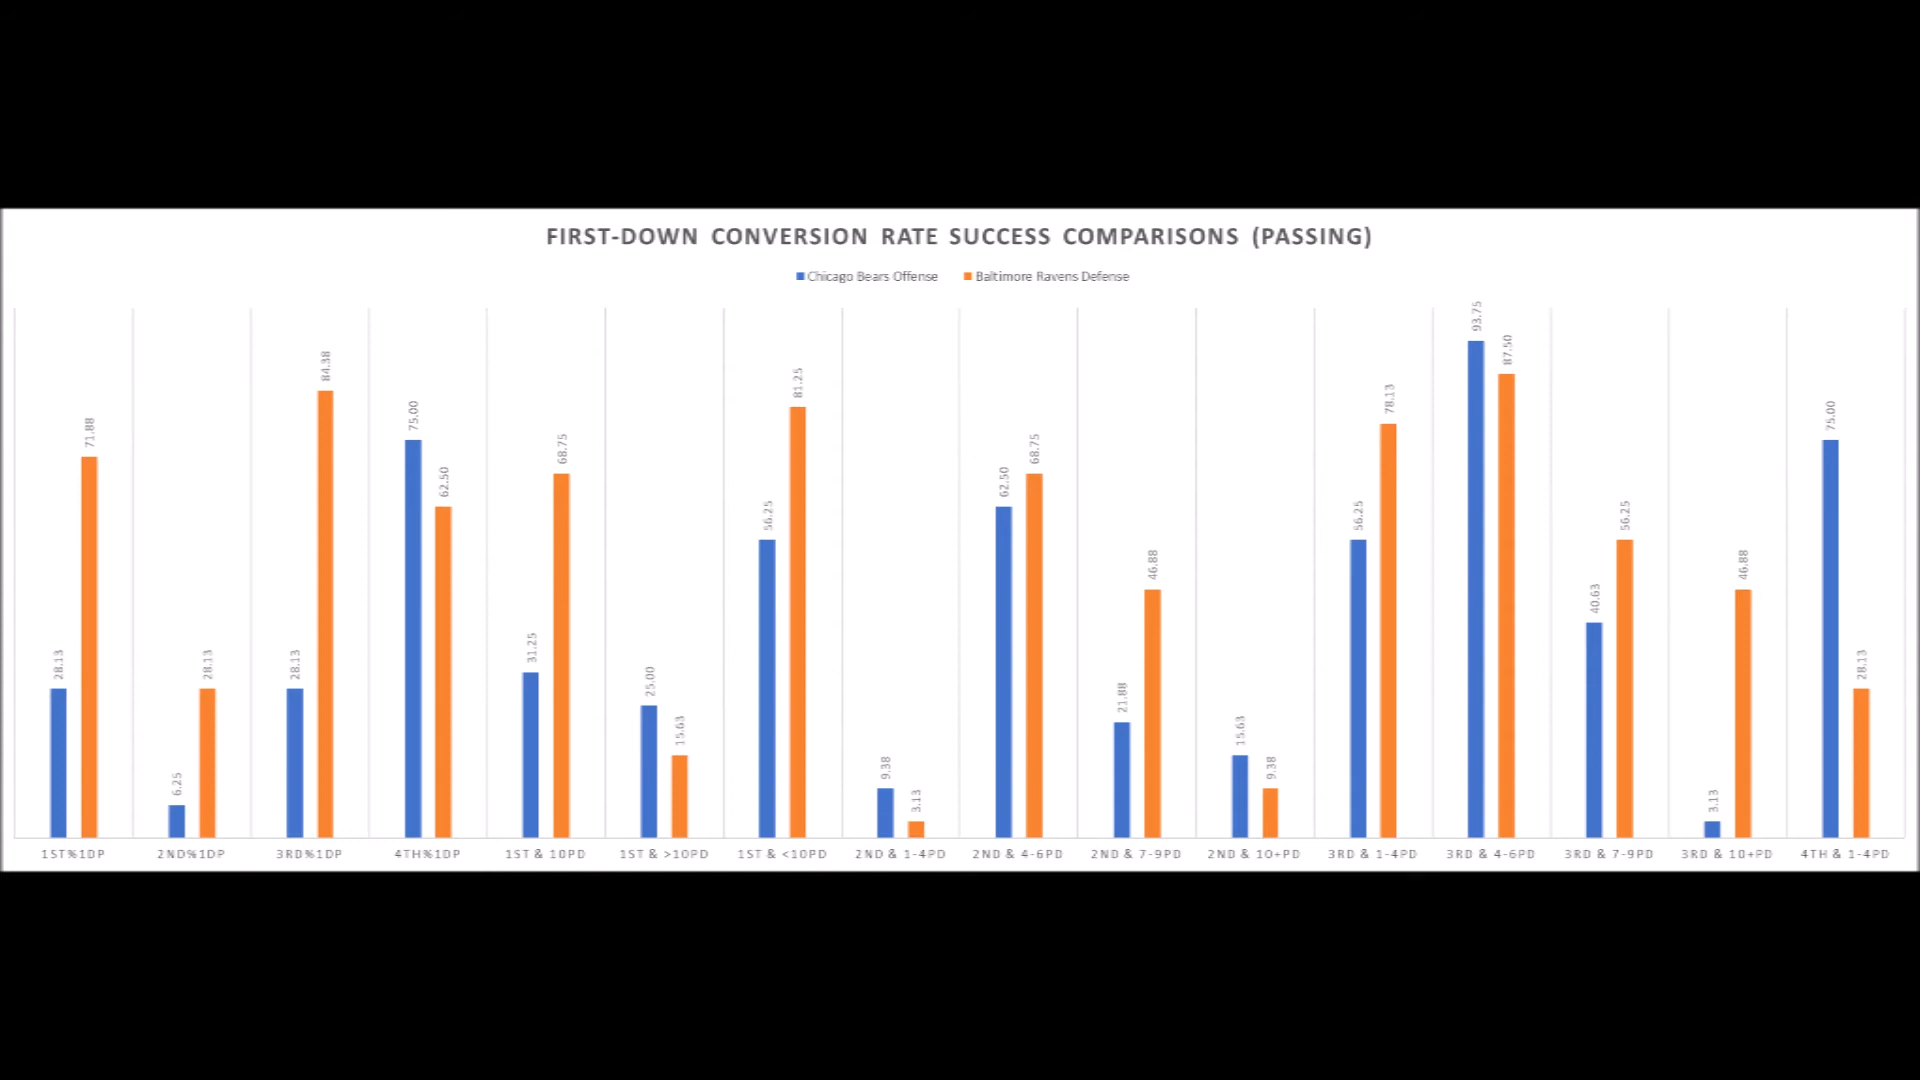 FIRST-DOWN CONVERSION RATE SUCCESS COMPARISONS (PASSING)
Chicago Bears Offense Baltimore Ravens Defense
28.13 71.88 6.25 28.13 28.13 84.38 75.00 62.50 31.25 68.75 25.00 15.63 56.25 81.25 9.38 3.13 62.50 68.75 21.88 46.88 15.63 9.38 56.25 78.13 93.75 87.50 40.63 56.25 3.13 46.88 75.00 28.13
1ST%1DP 2ND%1DP 3RD%1DP 4TH%1DP 1ST & 10PD 1ST & >10PD 1ST & <10PD 2ND & 1-4PD 2ND & 4-6PD 2ND & 7-9PD 2ND & 10+PD 3RD & 1-4PD 3RD & 4-6PD 3RD & 7-9PD 3RD & 10+PD 4TH & 1-4PD